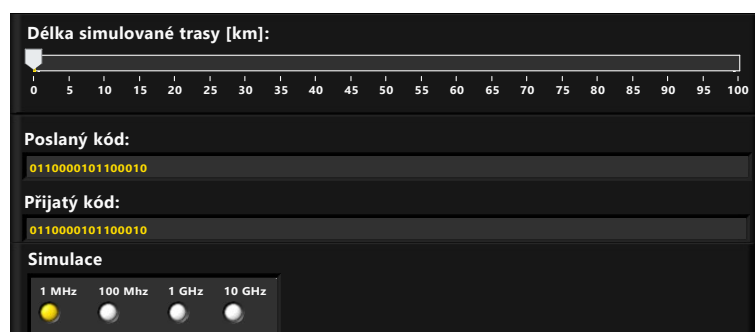 Délka simulované trasy [km]:
0 5 10 15 20 25 30 35 40 45 50 55 60 65 70 75 80 85 90 95 100
Poslaný kód:
0110000101100010
Přijatý kód:
0110000101100010
Simulace
1 MHz 100 Mhz 1 GHz 10 GHz